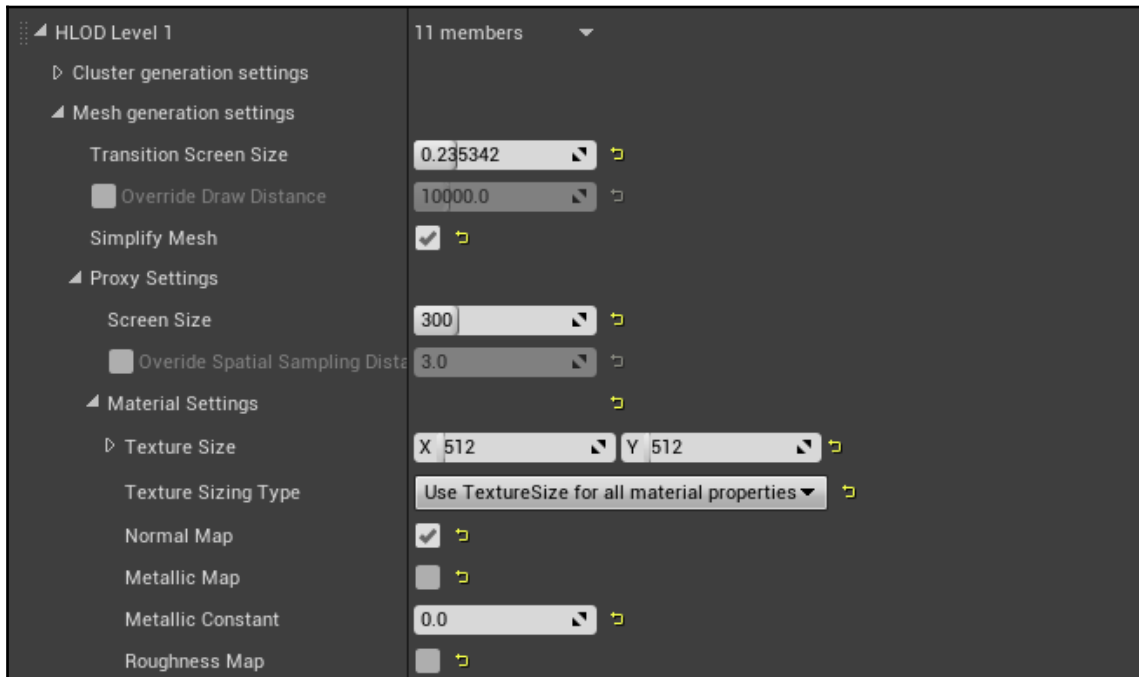 HLOD Level 1 11 members
Cluster generation settings
Mesh generation settings
Transition Screen Size 0.235342
Override Draw Distance 10000.0
Simplify Mesh
Proxy Settings
Screen Size 300
Overide Spatial Sampling Dista 3.0
Material Settings
Texture Size X 512 Y 512
Texture Sizing Type Use TextureSize for all material properties
Normal Map
Metallic Map
Metallic Constant 0.0
Roughness Map